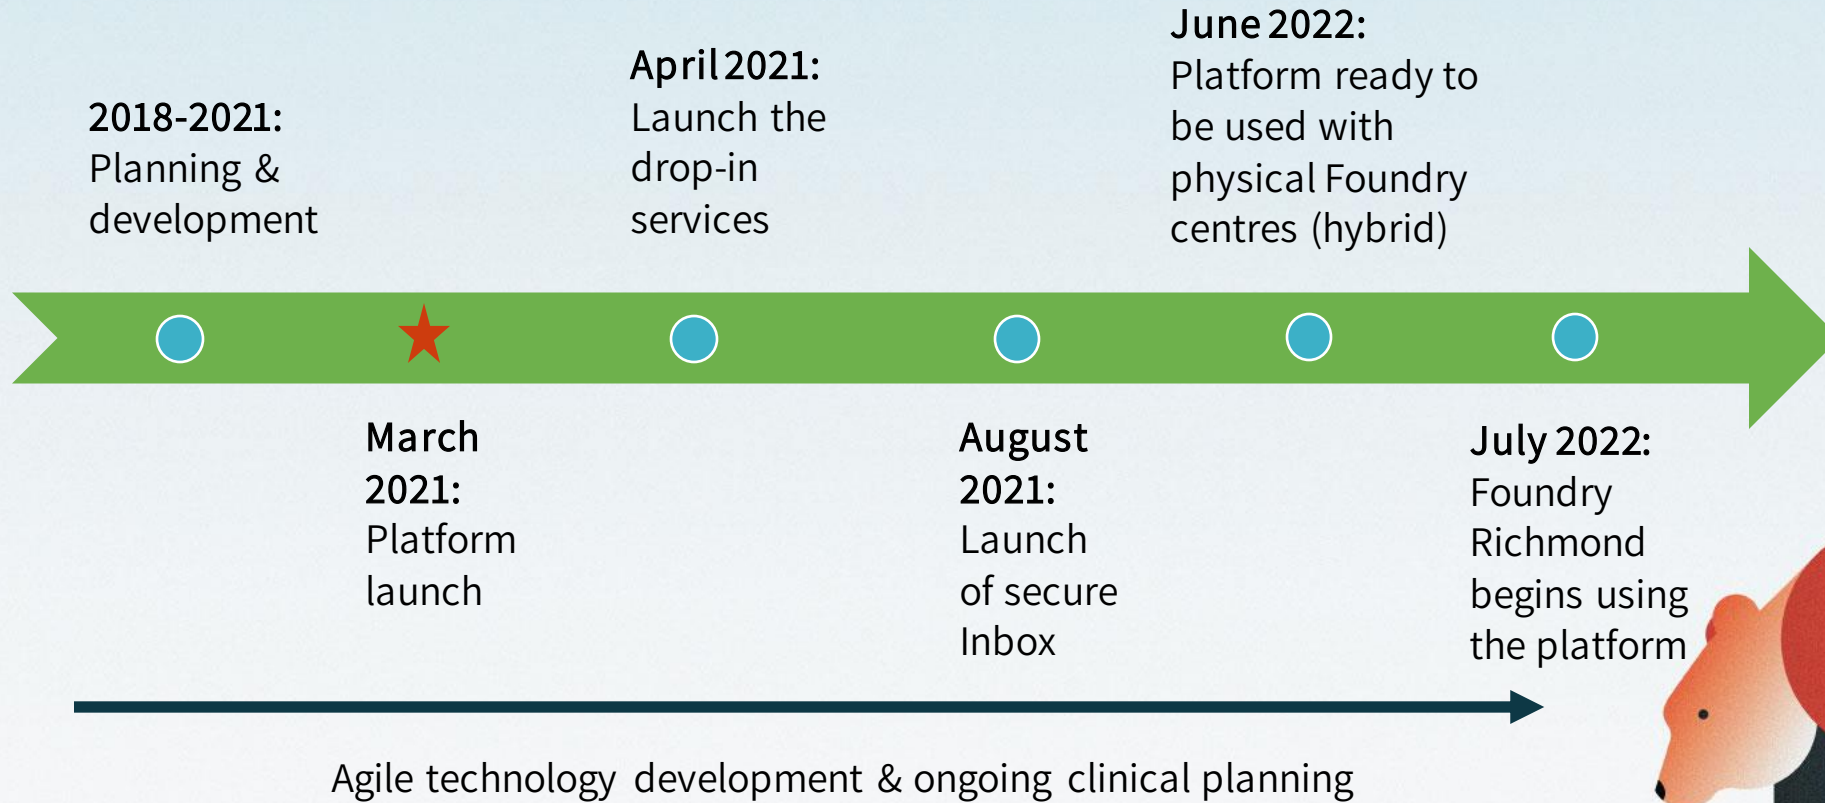 2018-2021:
Planning &
development
March
2021:
Platform
launch
April 2021:
Launch the
drop-in
services
August
2021:
Launch
of secure
Inbox
June 2022:
Platform ready to
be used with
physical Foundry
centres (hybrid)
July 2022:
Foundry
Richmond
begins using
the platform
Agile technology development & ongoing clinical planning